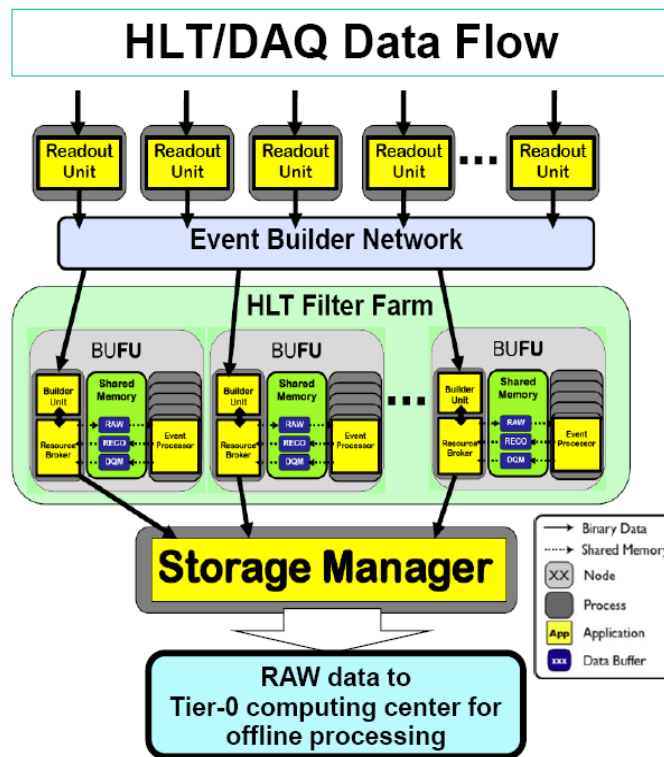 HLT/DAQ Data Flow
Readout Unit
Readout Unit
Readout Unit
Readout Unit
...
Readout Unit
Event Builder Network
HLT Filter Farm
BUFU
Builder Unit
Shared Memory
RAW
Resource Broker
RECO
Event Processor
DQM
BUFU
Builder Unit
Shared Memory
RAW
Resource Broker
RECO
Event Processor
DQM
...
BUFU
Builder Unit
Shared Memory
RAW
Resource Broker
RECO
Event Processor
DQM
Storage Manager
Binary Data
Shared Memory
XX Node
Process
App Application
xxx Data Buffer
RAW data to
Tier-0 computing center for
offline processing